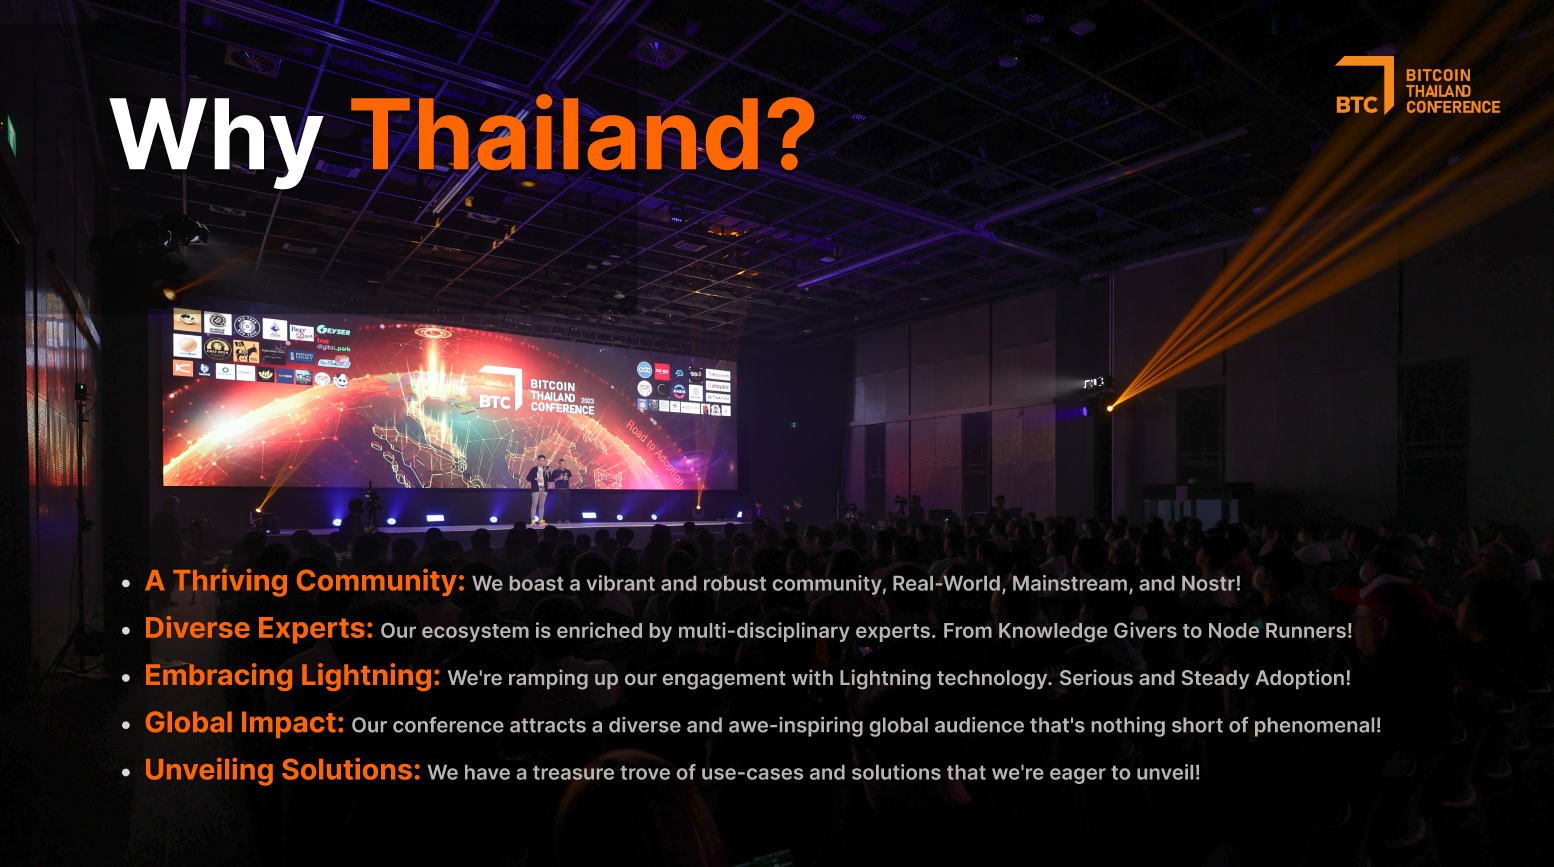 Why Thailand?
BTC
BITCOIN
THAILAND
CONFERENCE
GEYSER
true
digital.park
BTC
BITCOIN
THAILAND 2023
CONFERENCE
Road to Adoption
• A Thriving Community: We boast a vibrant and robust community, Real-World, Mainstream, and Nostr!
• Diverse Experts: Our ecosystem is enriched by multi-disciplinary experts. From Knowledge Givers to Node Runners!
• Embracing Lightning: We're ramping up our engagement with Lightning technology. Serious and Steady Adoption!
• Global Impact: Our conference attracts a diverse and awe-inspiring global audience that's nothing short of phenomenal!
• Unveiling Solutions: We have a treasure trove of use-cases and solutions that we're eager to unveil!